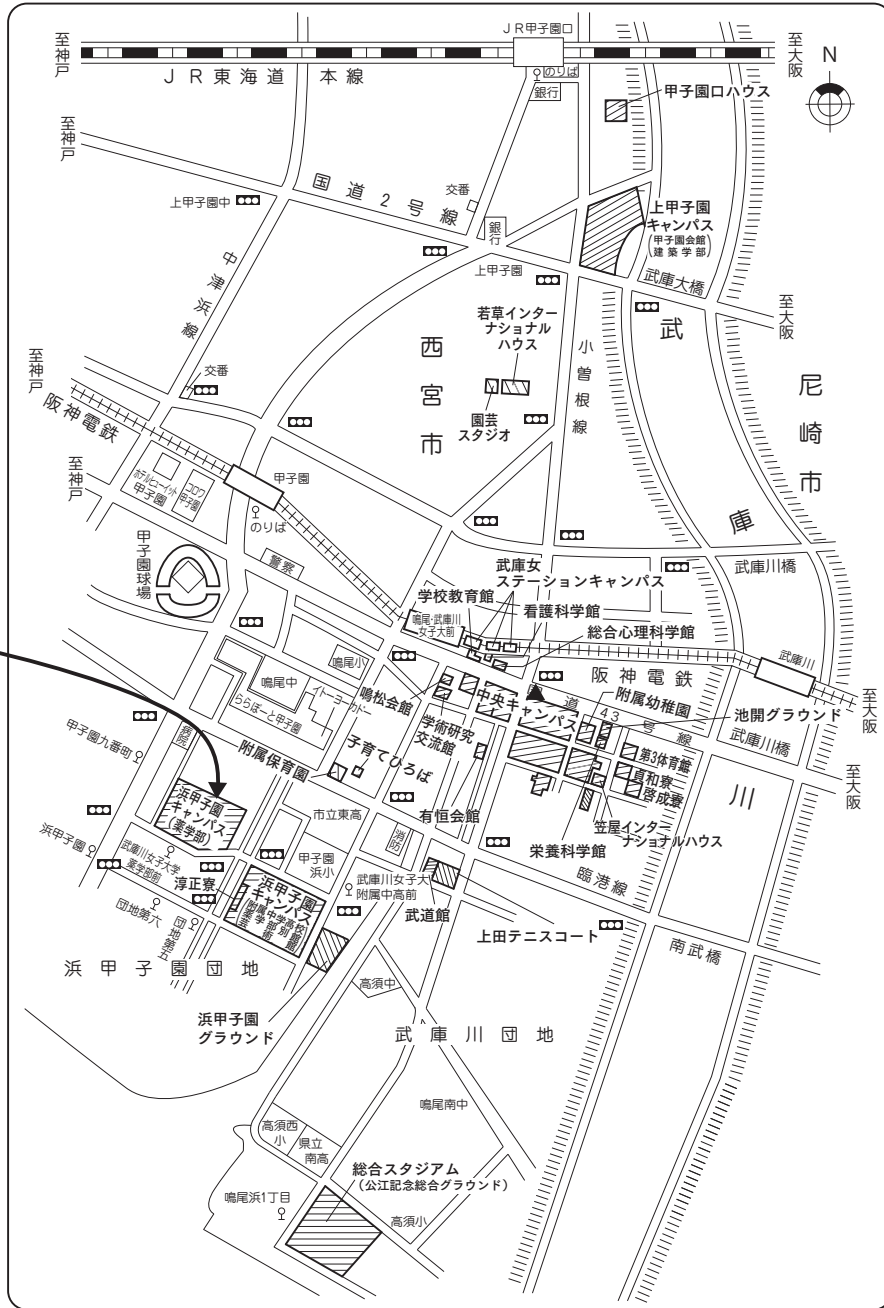 JR甲子園口
至神戸
至大阪
N
JR東海道本線
のりば
銀行
甲子園口ハウス
至神戸
国道2号線
交番
上甲子園中
銀行
上甲子園
キャンパス
(甲子園会館
建築学部)
中津浜線
上甲子園
武庫大橋
至大阪
若草インター
ナショナル
ハウス
西宮市
小曽根線
武庫川
尼崎市
至神戸
交番
阪神電鉄
園芸
スタジオ
至神戸
ホテルヒューイット
甲子園
コロワ
甲子園
甲子園
のりば
甲子園球場
警察
武庫女
ステーションキャンパス
武庫川橋
学校教育館
看護科学館
鳴尾・武庫川
女子大前
総合心理科学館
武庫川
鳴尾小
阪神電鉄
鳴尾中
イトーヨーカドー
ららぽーと甲子園
鳴松会館
中央キャンパス
国道43号線
附属幼稚園
池開グラウンド
至大阪
武庫川橋
学術研究
交流館
病院
甲子園九番町
附属保育園
子育てひろば
第3体育館
貞和寮
啓成寮
至大阪
浜甲子園
キャンパス
(薬学部)
市立東高
有恒会館
笠屋インター
ナショナルハウス
栄養科学館
消防
浜甲子園
武庫川女子大学
薬学部前
甲子園
浜小
臨港線
淳正寮
浜甲子園
キャンパス
武庫川女子大
附属中高前
武道館
団地第六
団地第五
上田テニスコート
南武橋
浜甲子園団地
高須中
浜甲子園
グラウンド
武庫川団地
鳴尾南中
高須西
小
県立
南高
総合スタジアム
(公江記念総合グラウンド)
鳴尾浜1丁目
高須小